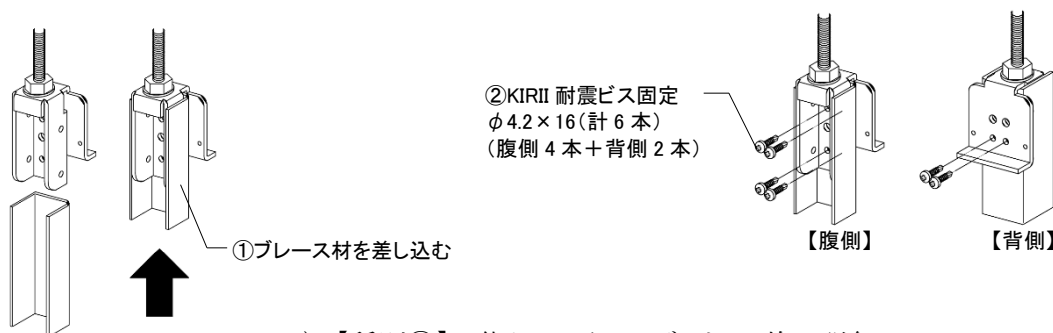 ①ブレース材を差し込む
②KIRII 耐震ビス固定
φ4.2×16(計 6 本)
(腹側 4 本+背側 2 本)
【腹側】
【背側】